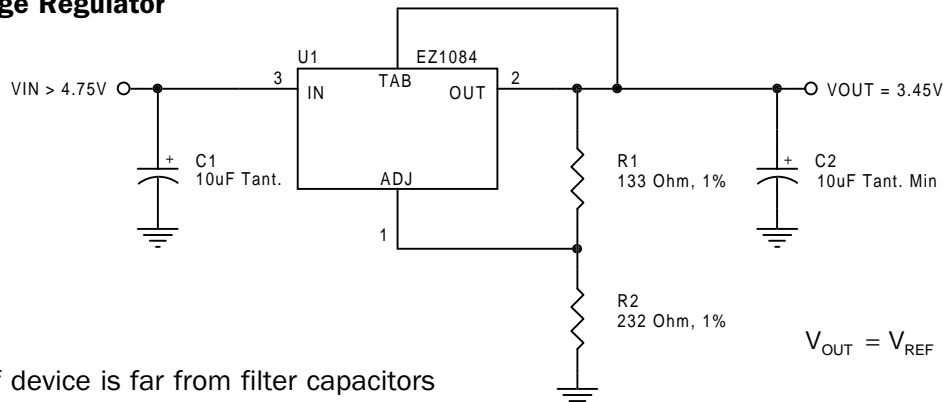 ge Regulator
U1 EZ1084
VIN > 4.75V 3 IN TAB OUT 2 VOUT = 3.45V
+ C1
10uF Tant.
ADJ
1
R1
133 Ohm, 1%
+ C2
10uF Tant. Min
R2
232 Ohm, 1%
VOUT = VREF
device is far from filter capacitors